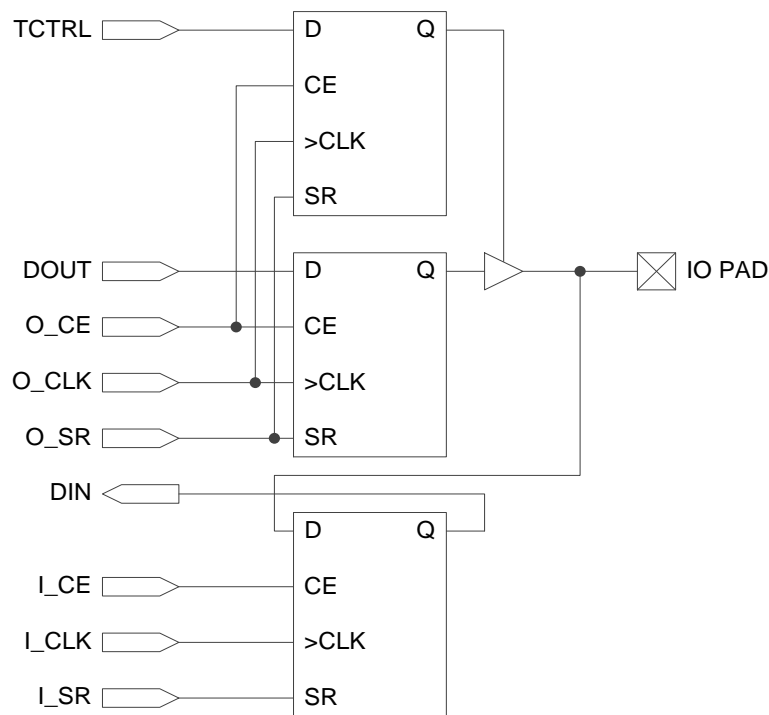 TCTRL
D
Q
CE
>CLK
SR
DOUT
D
Q
IO PAD
O_CE
CE
O_CLK
>CLK
O_SR
SR
DIN
D
Q
I_CE
CE
I_CLK
>CLK
I_SR
SR